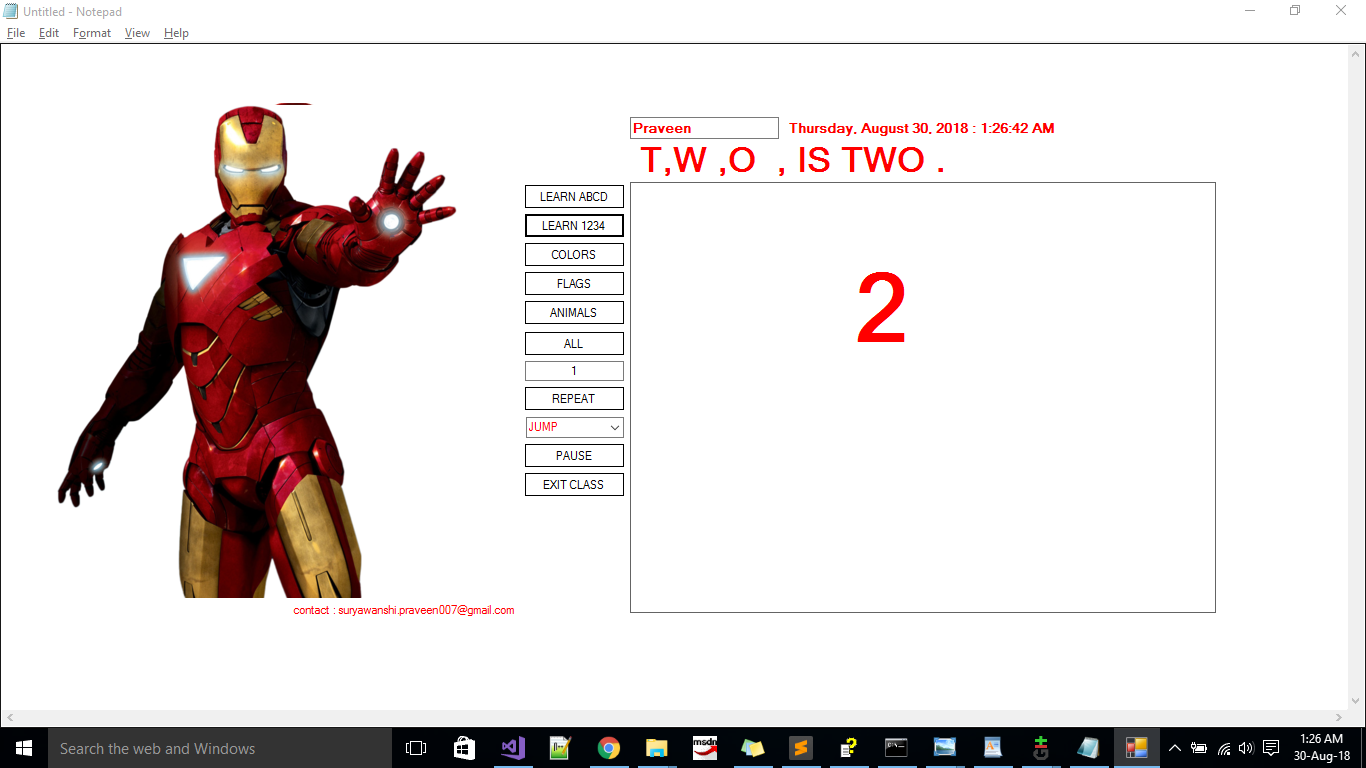 Untitled - Notepad
File Edit Format View Help
Praveen Thursday, August 30, 2018 : 1:26:42 AM
T,W ,O , IS TWO .
LEARN ABCD
LEARN 1234
COLORS
FLAGS
ANIMALS
ALL
1
REPEAT
JUMP
PAUSE
EXIT CLASS
2
contact : suryawanshi.praveen007@gmail.com
Search the web and Windows
msdn
1:26 AM
30-Aug-18